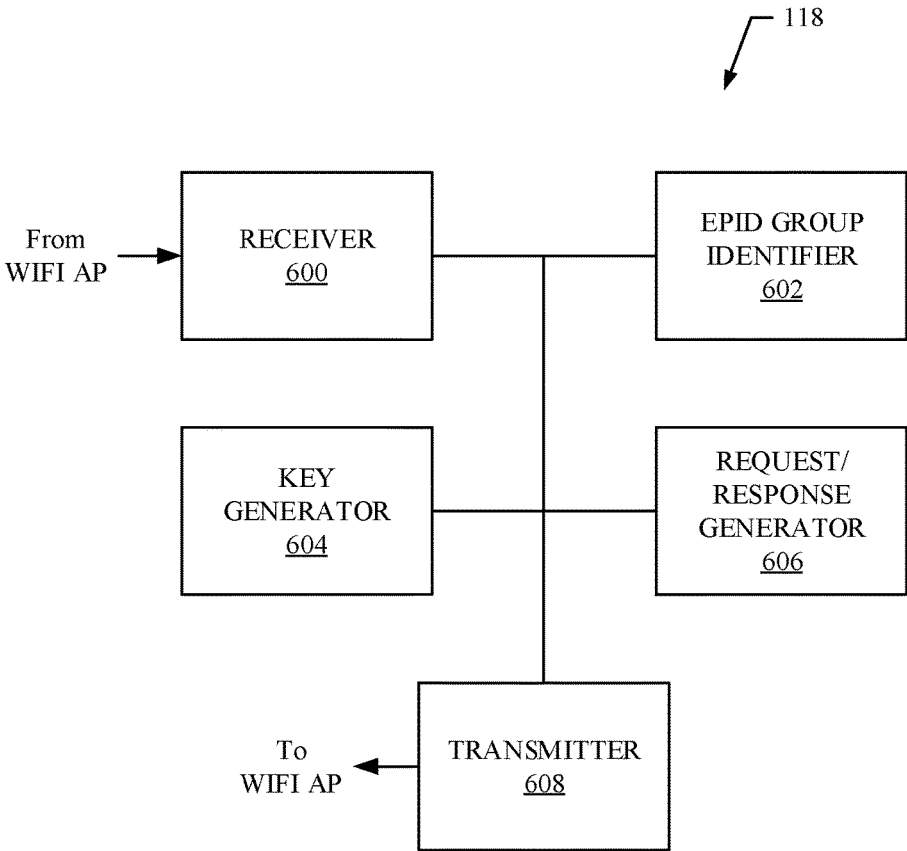 118
From
WIFI AP
RECEIVER
600
EPID GROUP
IDENTIFIER
602
KEY
GENERATOR
604
REQUEST/
RESPONSE
GENERATOR
606
To
WIFI AP
TRANSMITTER
608